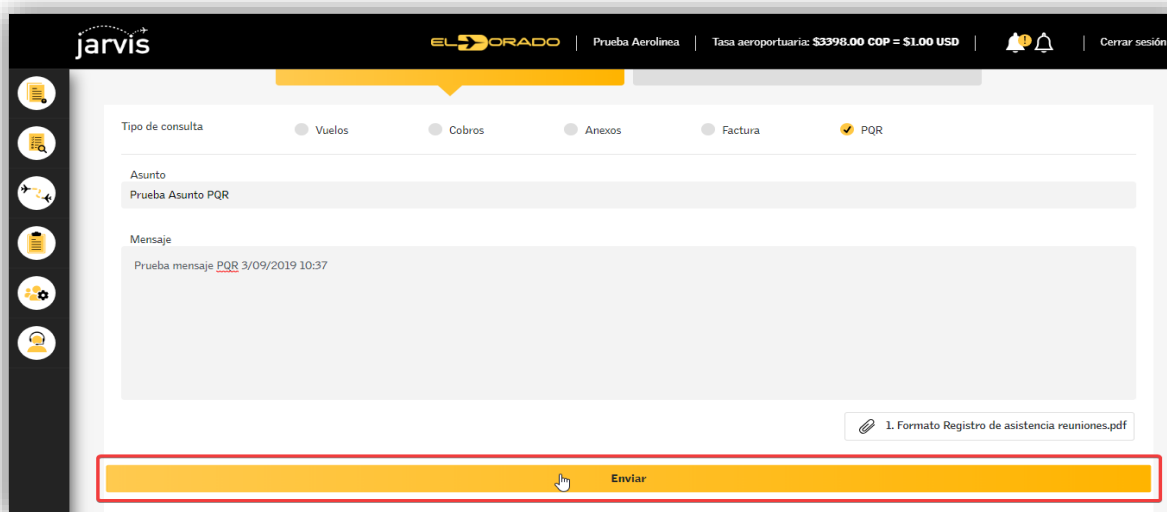 jarvis
EL DORADO | Prueba Aerolinea | Tasa aeroportuaria: $3398.00 COP = $1.00 USD | ! | Cerrar sesión
Tipo de consulta Vuelos Cobros Anexos Factura PQR
Asunto
Prueba Asunto PQR
Mensaje
Prueba mensaje PQR 3/09/2019 10:37
1. Formato Registro de asistencia reuniones.pdf
Enviar